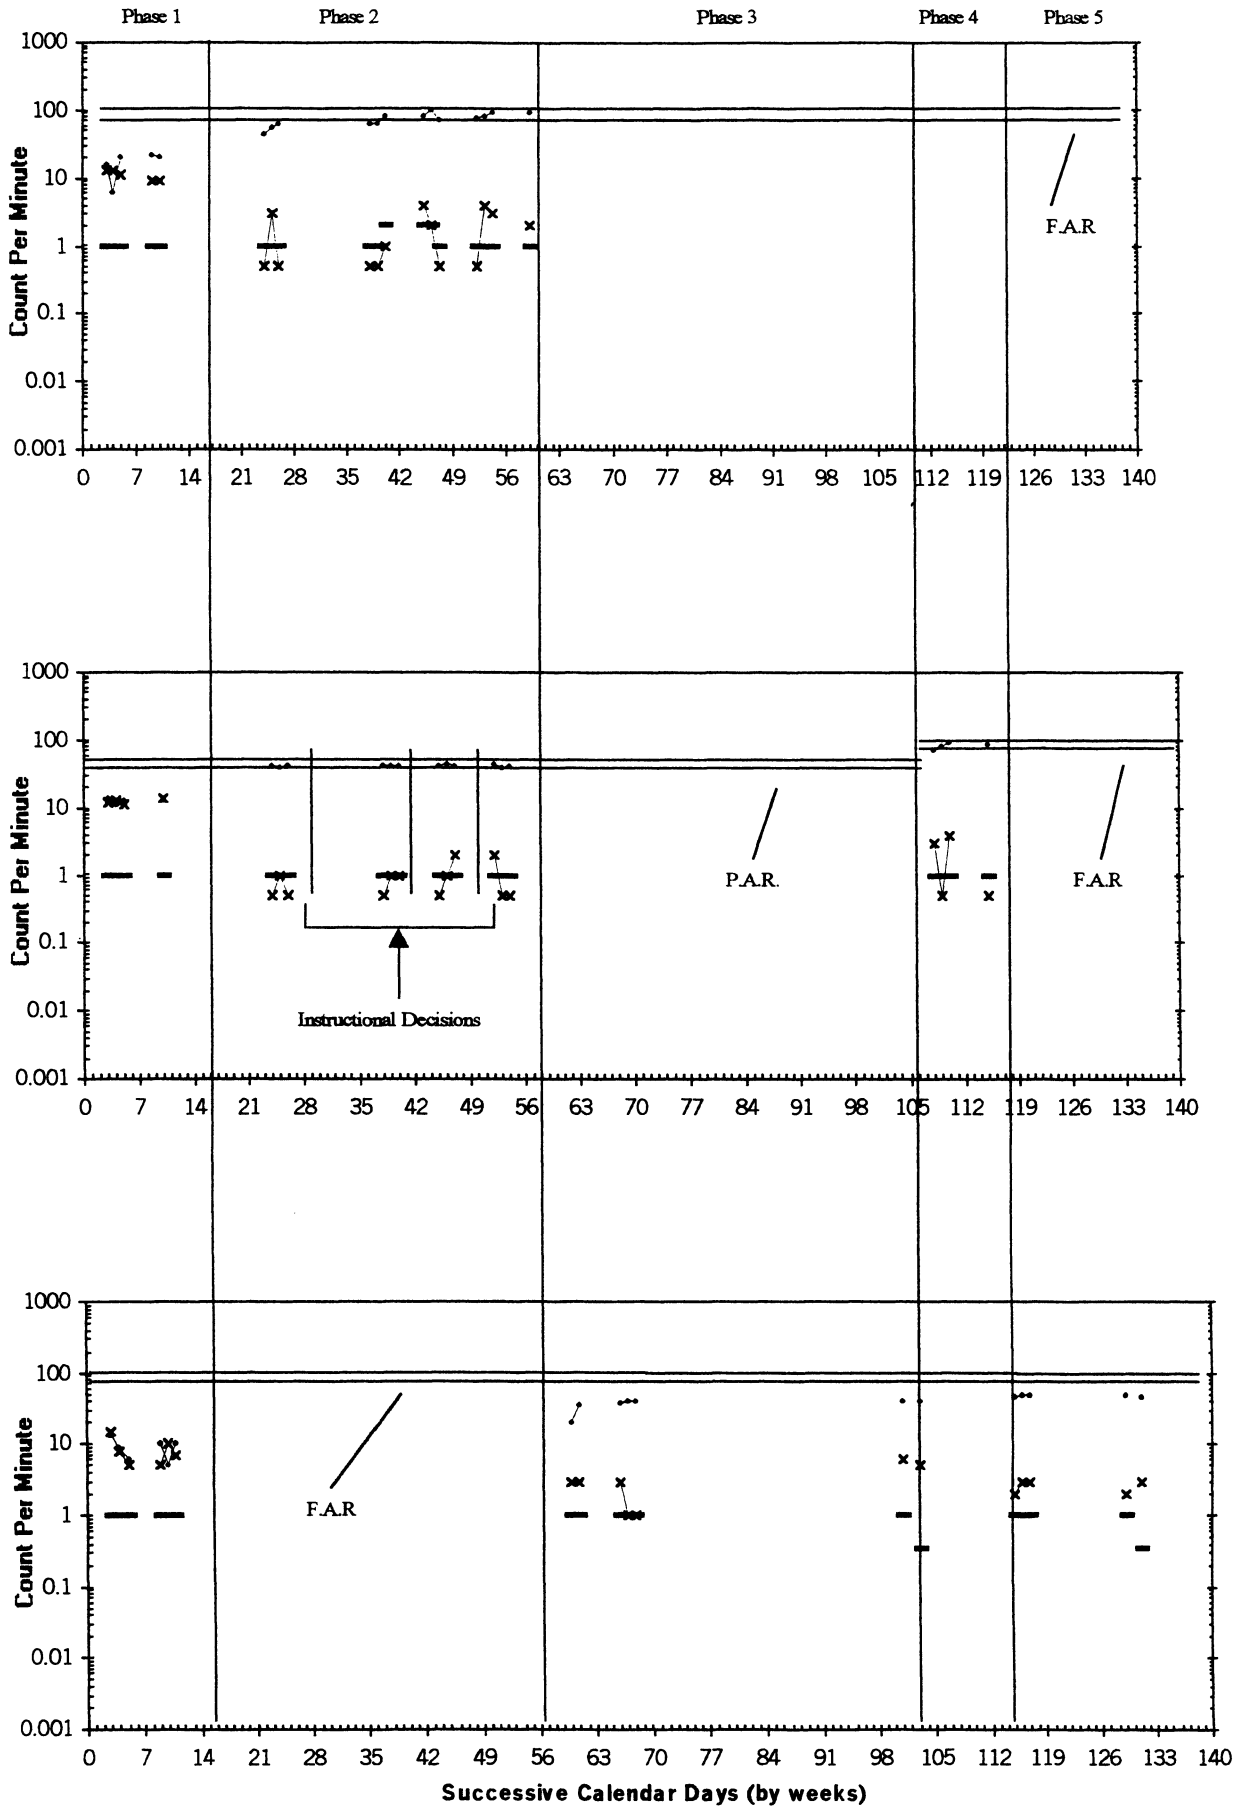 Phase 1 Phase 2 Phase 3 Phase 4 Phase 5
1000
100
10
1
0.1
0.01
0.001
Count Per Minute
F.A.R
0 7 14 21 28 35 42 49 56 63 70 77 84 91 98 105 112 119 126 133 140
1000
100
10
1
0.1
0.01
0.001
Count Per Minute
P.A.R.
F.A.R
Instructional Decisions
0 7 14 21 28 35 42 49 56 63 70 77 84 91 98 105 112 119 126 133 140
1000
100
10
1
0.1
0.01
0.001
Count Per Minute
F.A.R
0 7 14 21 28 35 42 49 56 63 70 77 84 91 98 105 112 119 126 133 140
Successive Calendar Days (by weeks)